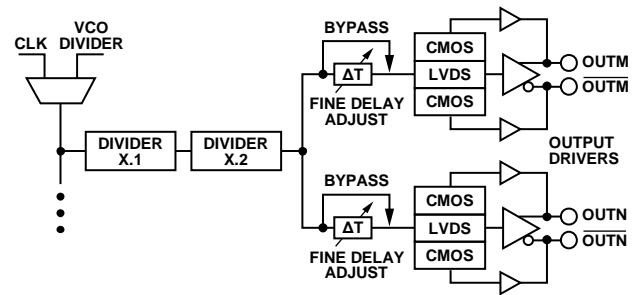 CLK
VCO
DIVIDER
DIVIDER
X.1
DIVIDER
X.2
BYPASS
ΔT
FINE DELAY
ADJUST
CMOS
LVDS
CMOS
OUTM
OUTM
OUTPUT
DRIVERS
BYPASS
ΔT
FINE DELAY
ADJUST
CMOS
LVDS
CMOS
OUTN
OUTN